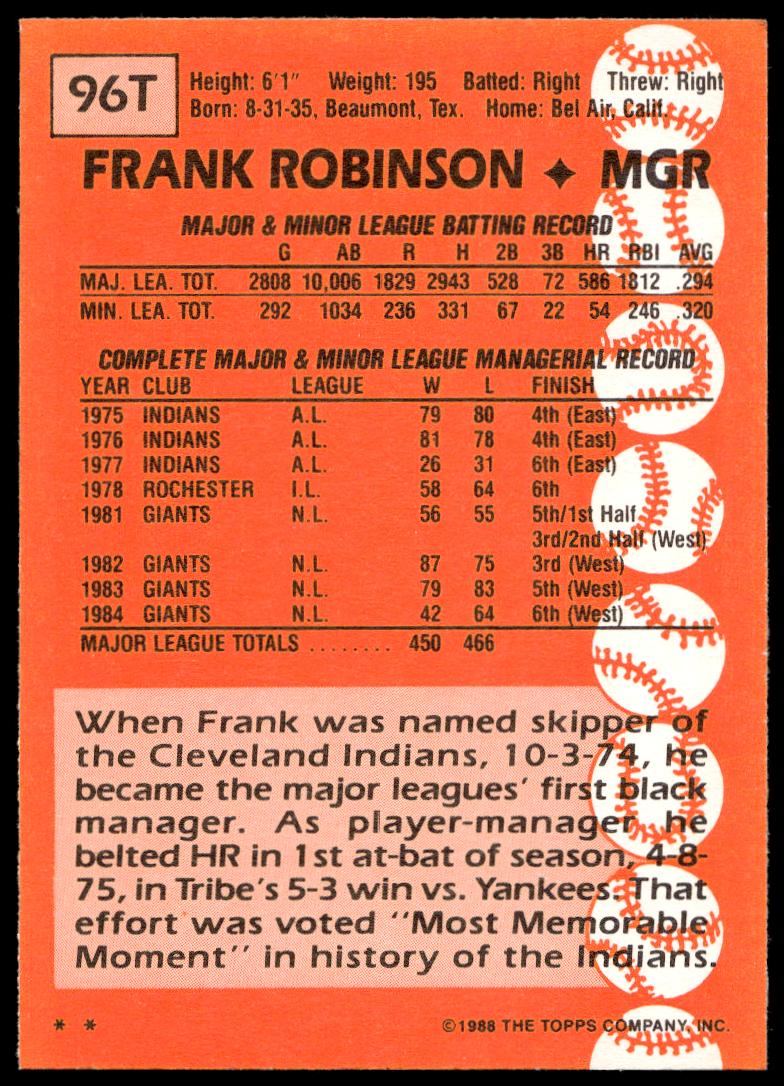 96T
Height: 6'1" Weight: 195 Batted: Right Threw: Right
Born: 8-31-35, Beaumont, Tex. Home: Bel Air, Calif.
FRANK ROBINSON ✦ MGR
MAJOR & MINOR LEAGUE BATTING RECORD
G AB R H 2B 3B HR RBI AVG
MAJ. LEA. TOT. 2808 10,006 1829 2943 528 72 586 1812 .294
MIN. LEA. TOT. 292 1034 236 331 67 22 54 246 .320
COMPLETE MAJOR & MINOR LEAGUE MANAGERIAL RECORD
YEAR CLUB LEAGUE W L FINISH
1975 INDIANS A.L. 79 80 4th (East)
1976 INDIANS A.L. 81 78 4th (East)
1977 INDIANS A.L. 26 31 6th (East)
1978 ROCHESTER I.L. 58 64 6th
1981 GIANTS N.L. 56 55 5th/1st Half
3rd/2nd Half (West)
1982 GIANTS N.L. 87 75 3rd (West)
1983 GIANTS N.L. 79 83 5th (West)
1984 GIANTS N.L. 42 64 6th (West)
MAJOR LEAGUE TOTALS ........ 450 466
When Frank was named skipper of
the Cleveland Indians, 10-3-74, he
became the major leagues' first black
manager. As player-manager, he
belted HR in 1st at-bat of season, 4-8-
75, in Tribe's 5-3 win vs. Yankees. That
effort was voted "Most Memorable
Moment" in history of the Indians.
* * ©1988 THE TOPPS COMPANY, INC.